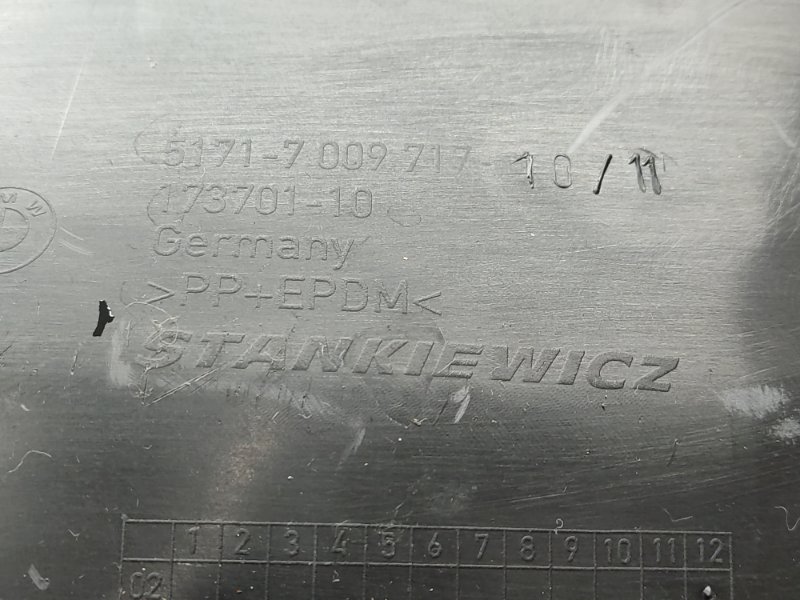 5171-7 009 717-10/11
173701-10
BMW
Germany
>PP+EPDM<
STANKIEWICZ
1 2 3 4 5 6 7 8 9 10 11 12
02